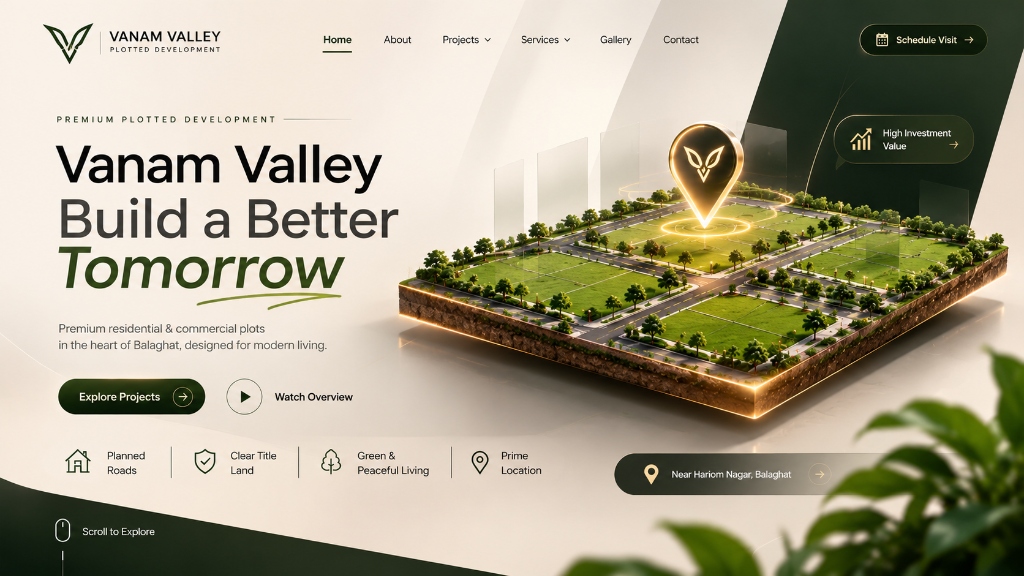 VANAM VALLEY
PLOTTED DEVELOPMENT
Home
About
Projects
Services
Gallery
Contact
Schedule Visit
PREMIUM PLOTTED DEVELOPMENT
Vanam Valley
Build a Better
Tomorrow
High Investment
Value
Premium residential & commercial plots
in the heart of Balaghat, designed for modern living.
Explore Projects
Watch Overview
Planned
Roads
Clear Title
Land
Green &
Peaceful Living
Prime
Location
Near Hariom Nagar, Balaghat
Scroll to Explore